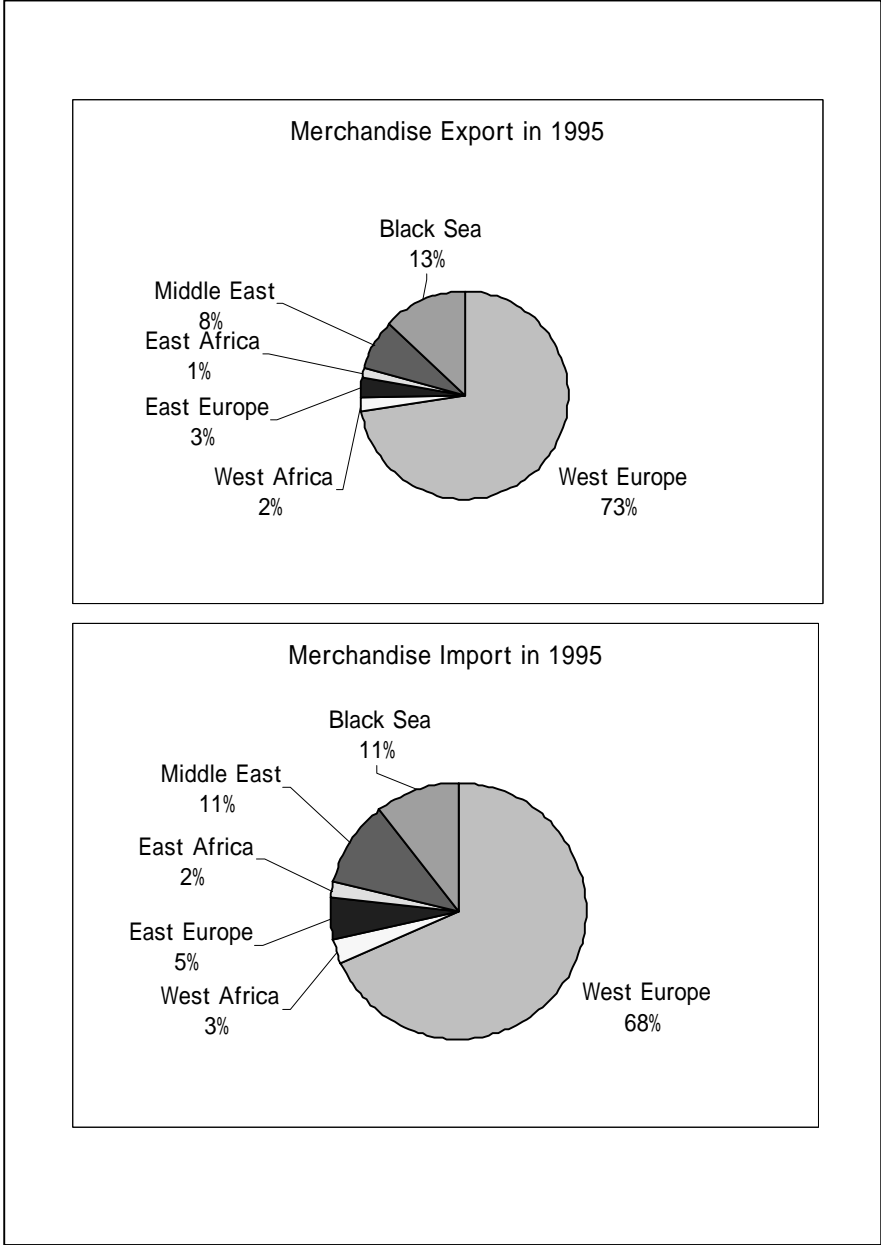 Merchandise Export in 1995
Black Sea
13%
Middle East
8%
East Africa
1%
East Europe
3%
West Africa
2%
West Europe
73%
Merchandise Import in 1995
Black Sea
11%
Middle East
11%
East Africa
2%
East Europe
5%
West Africa
3%
West Europe
68%